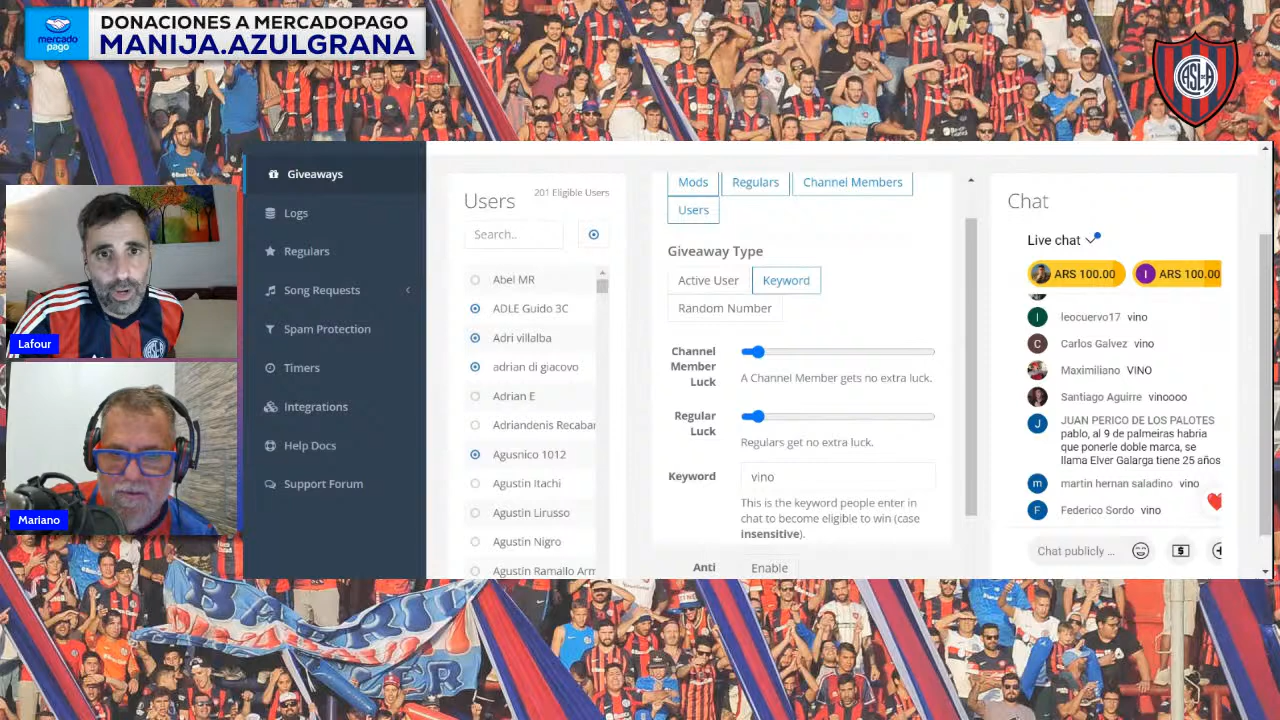 DONACIONES A MERCADOPAGO
MANIJA.AZULGRANA
mercado
pago
CASLA
Lafour
Mariano
Giveaways
Logs
Regulars
Song Requests
Spam Protection
Timers
Integrations
Help Docs
Support Forum
Users
201 Eligible Users
Search..
Abel MR
ADLE Guido 3C
Adri villalba
adrian di giacovo
Adrian E
Adriandenis Recabar
Agusnico 1012
Agustin Itachi
Agustin Lirusso
Agustin Nigro
Agustin Ramallo Arm
Mods
Regulars
Channel Members
Users
Giveaway Type
Active User
Keyword
Random Number
Channel
Member
Luck
A Channel Member gets no extra luck.
Regular
Luck
Regulars get no extra luck.
Keyword
vino
This is the keyword people enter in
chat to become eligible to win (case
insensitive).
Anti
Enable
Chat
Live chat
ARS 100.00
I ARS 100.00
I leocuervo17 vino
C Carlos Galvez vino
Maximiliano VINO
Santiago Aguirre vinoooo
J JUAN PERICO DE LOS PALOTES
pablo, al 9 de palmeiras habria
que ponerle doble marca, se
llama Elver Galarga tiene 25 años
m martin hernan saladino vino
F Federico Sordo vino
Chat publicly ...